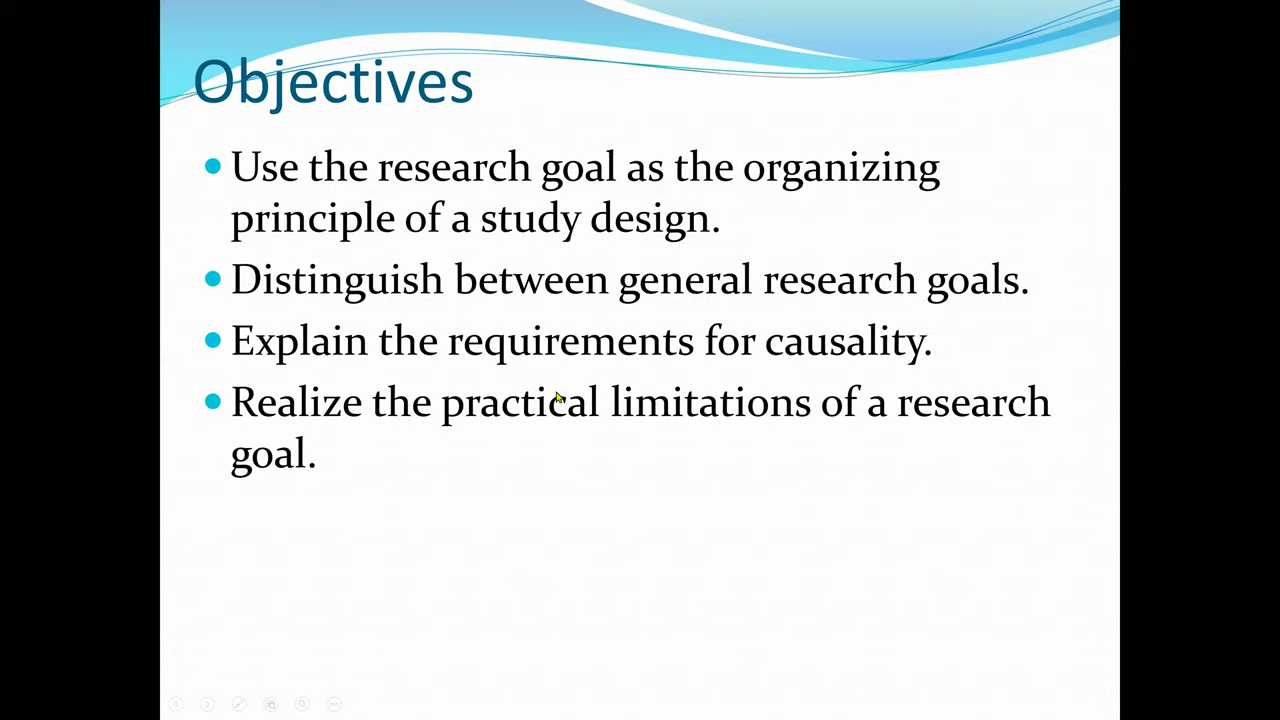 Objectives
Use the research goal as the organizing
principle of a study design.
Distinguish between general research goals.
Explain the requirements for causality.
Realize the practical limitations of a research
goal.